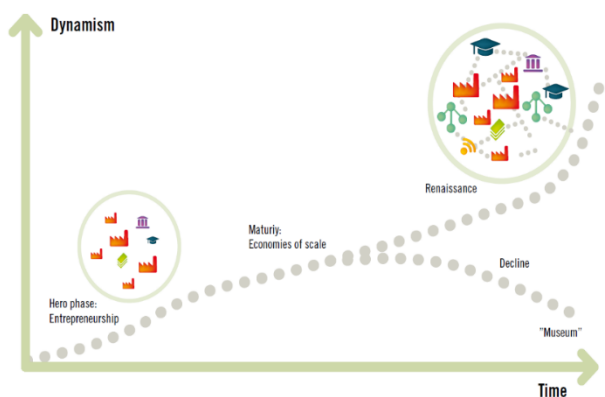 Dynamism
Renaissance
Maturiy:
Economies of scale
Decline
Hero phase:
Entrepreneurship
"Museum"
Time